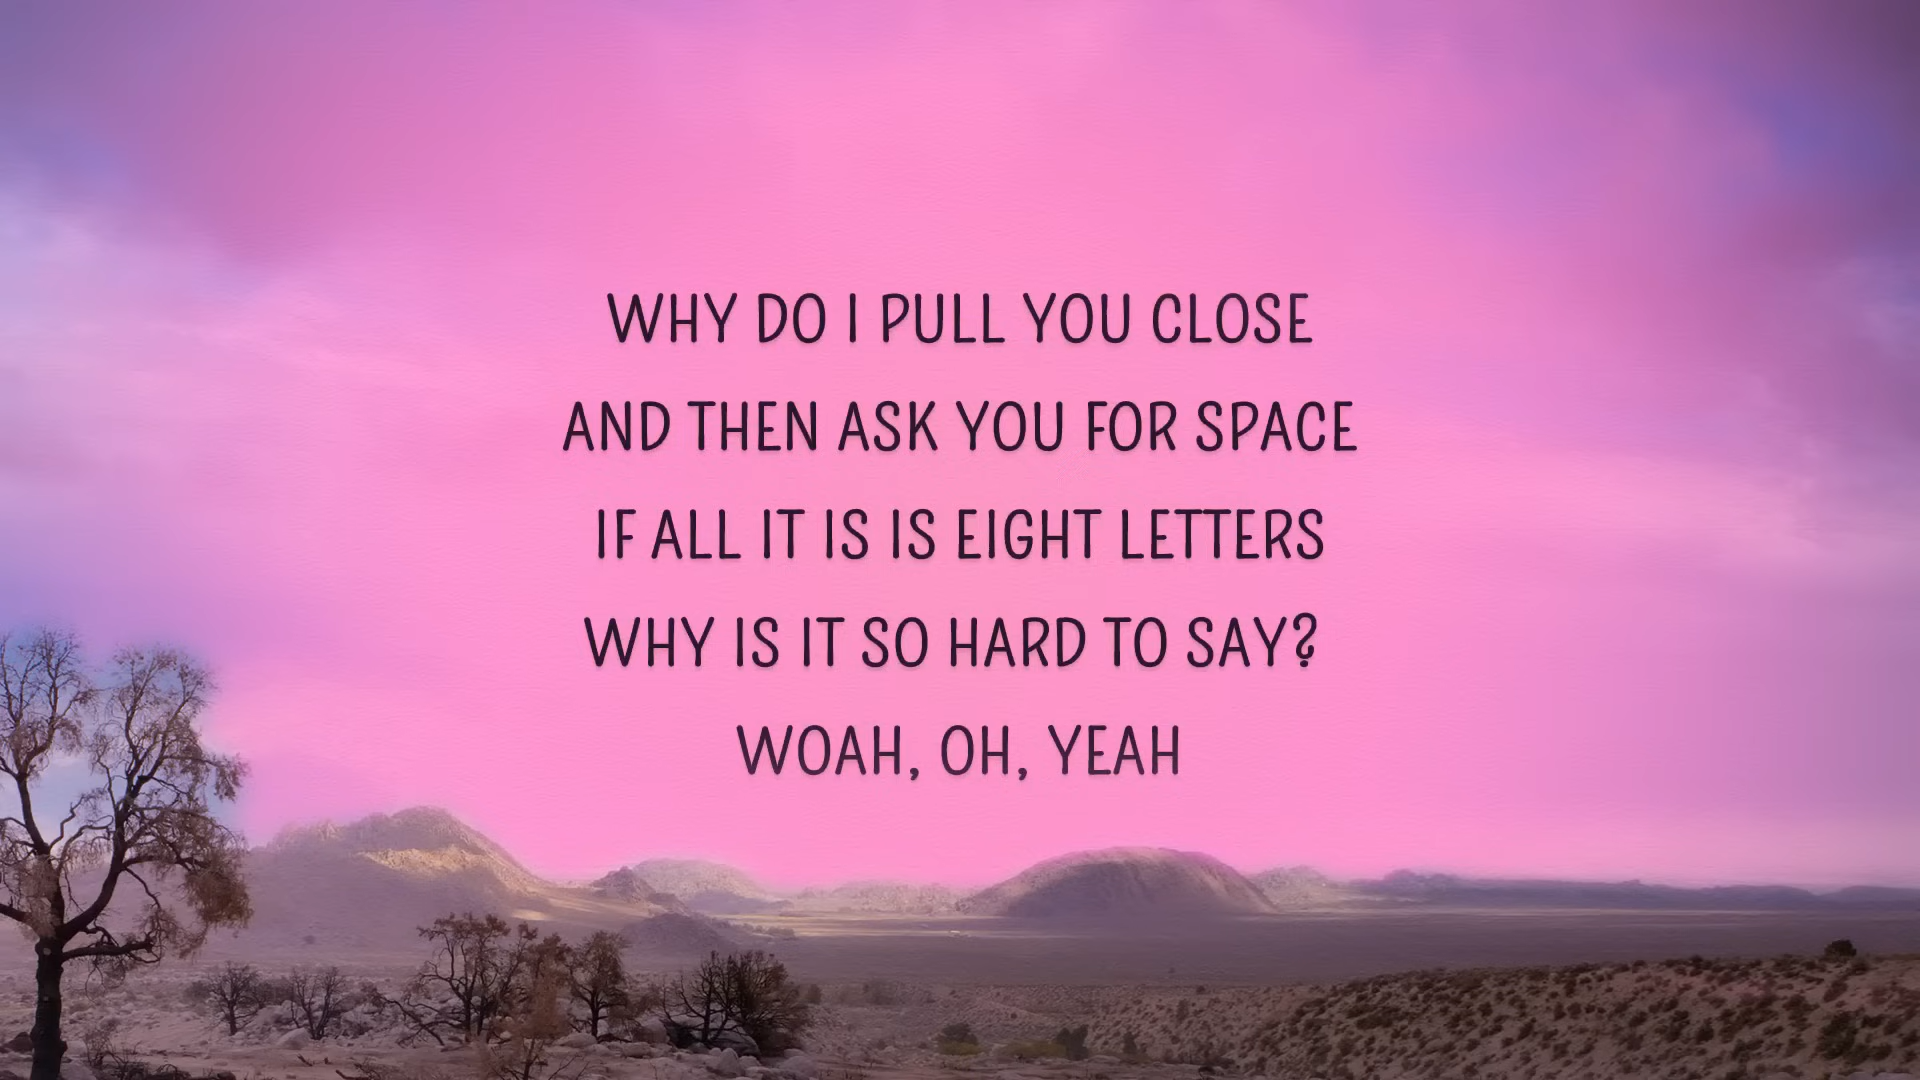 WHY DO I PULL YOU CLOSE
AND THEN ASK YOU FOR SPACE
IF ALL IT IS IS EIGHT LETTERS
WHY IS IT SO HARD TO SAY?
WOAH, OH, YEAH